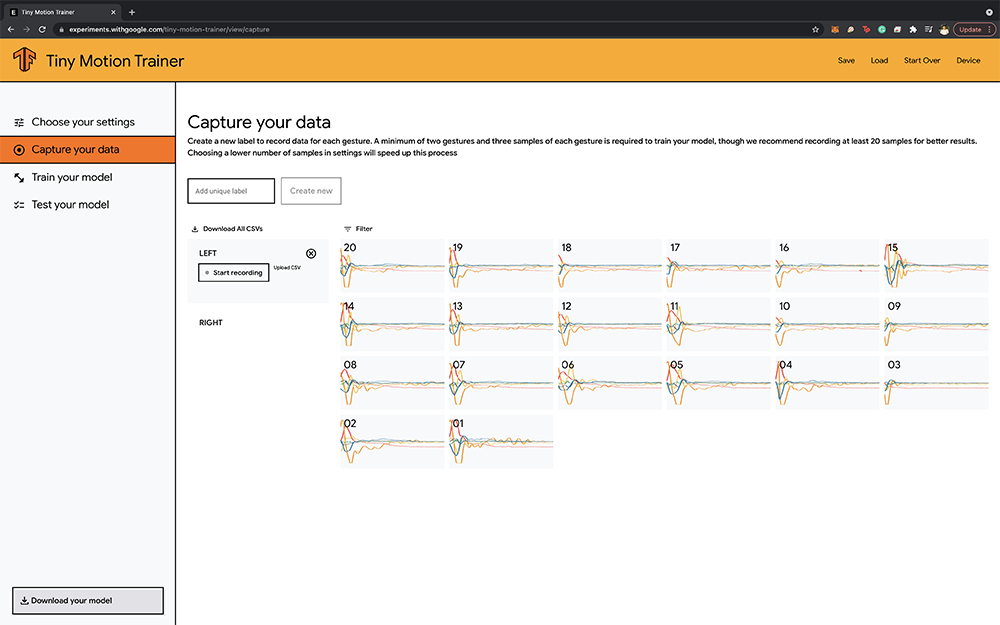 Tiny Motion Trainer
experiments.withgoogle.com/tiny-motion-trainer/view/capture
Update
Tiny Motion Trainer
Save Load Start Over Device
Choose your settings
Capture your data
Train your model
Test your model
Download your model
Capture your data
Create a new label to record data for each gesture. A minimum of two gestures and three samples of each gesture is required to train your model, though we recommend recording at least 20 samples for better results.
Choosing a lower number of samples in settings will speed up this process
Add unique label Create new
Download All CSVs Filter
LEFT
Start recording Upload CSV
RIGHT
20 19 18 17 16 15
14 13 12 11 10 09
08 07 06 05 04 03
02 01